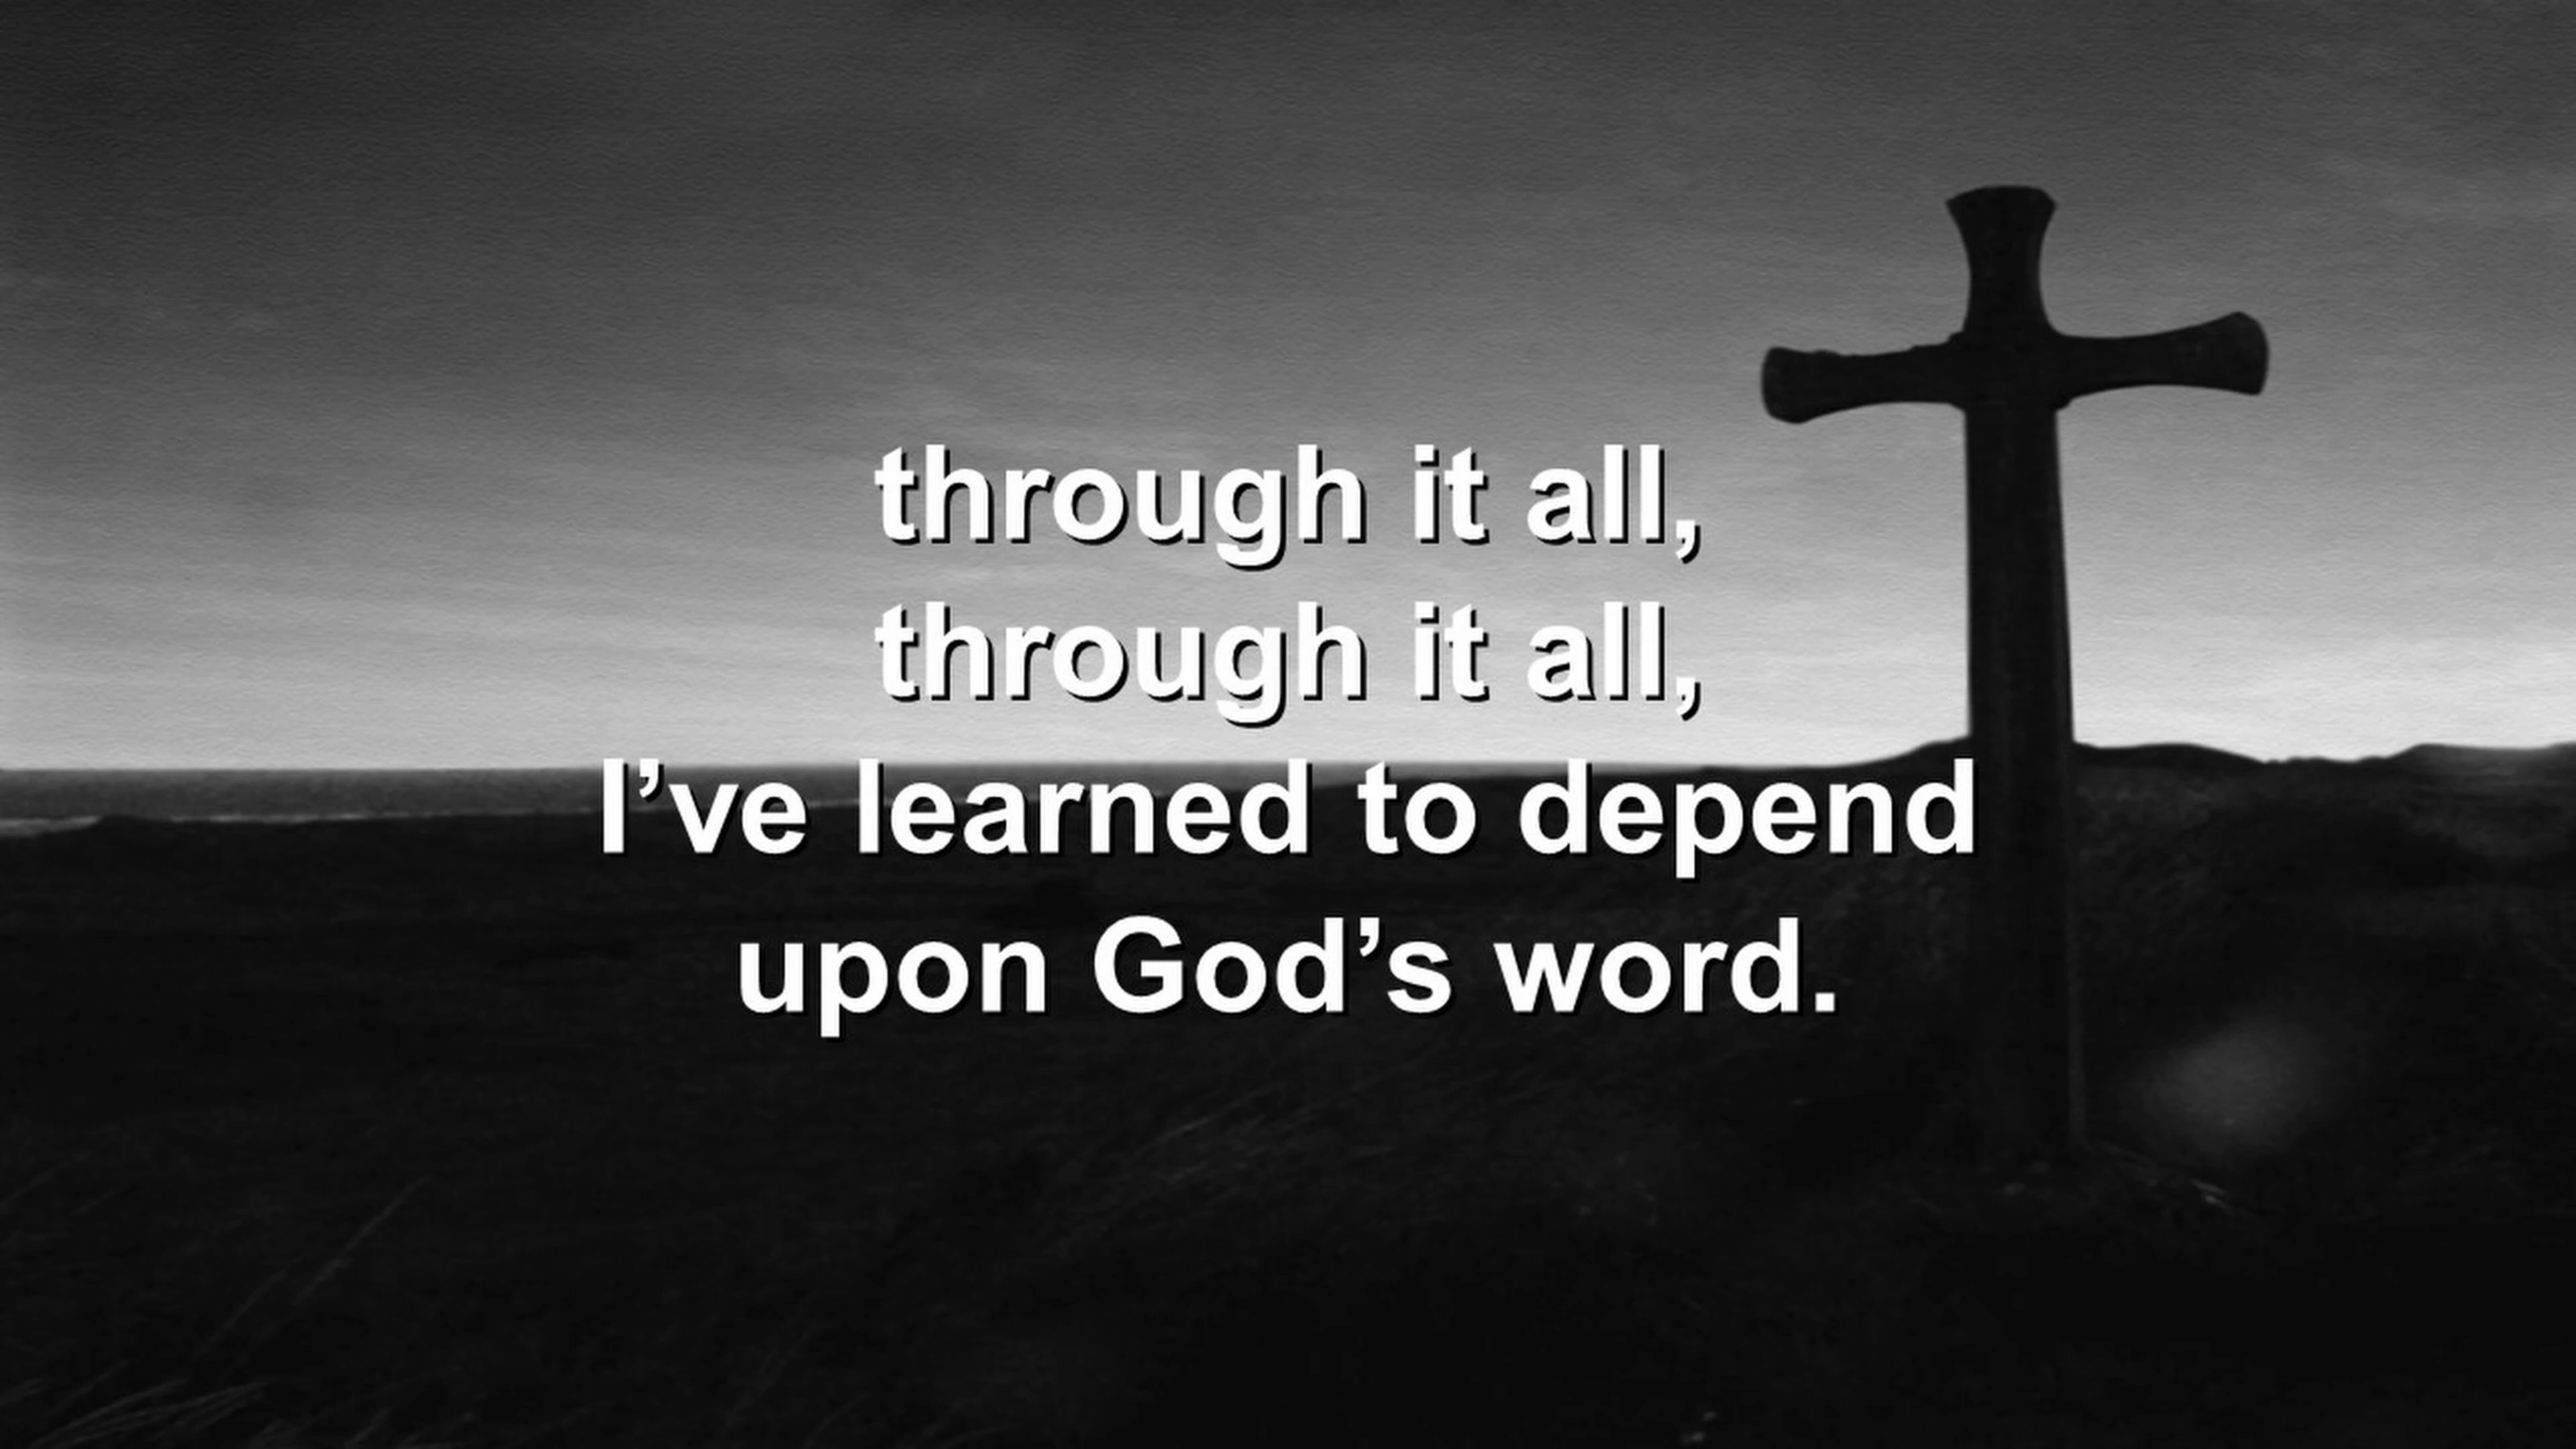 through it all,
through it all,
I’ve learned to depend
upon God’s word.